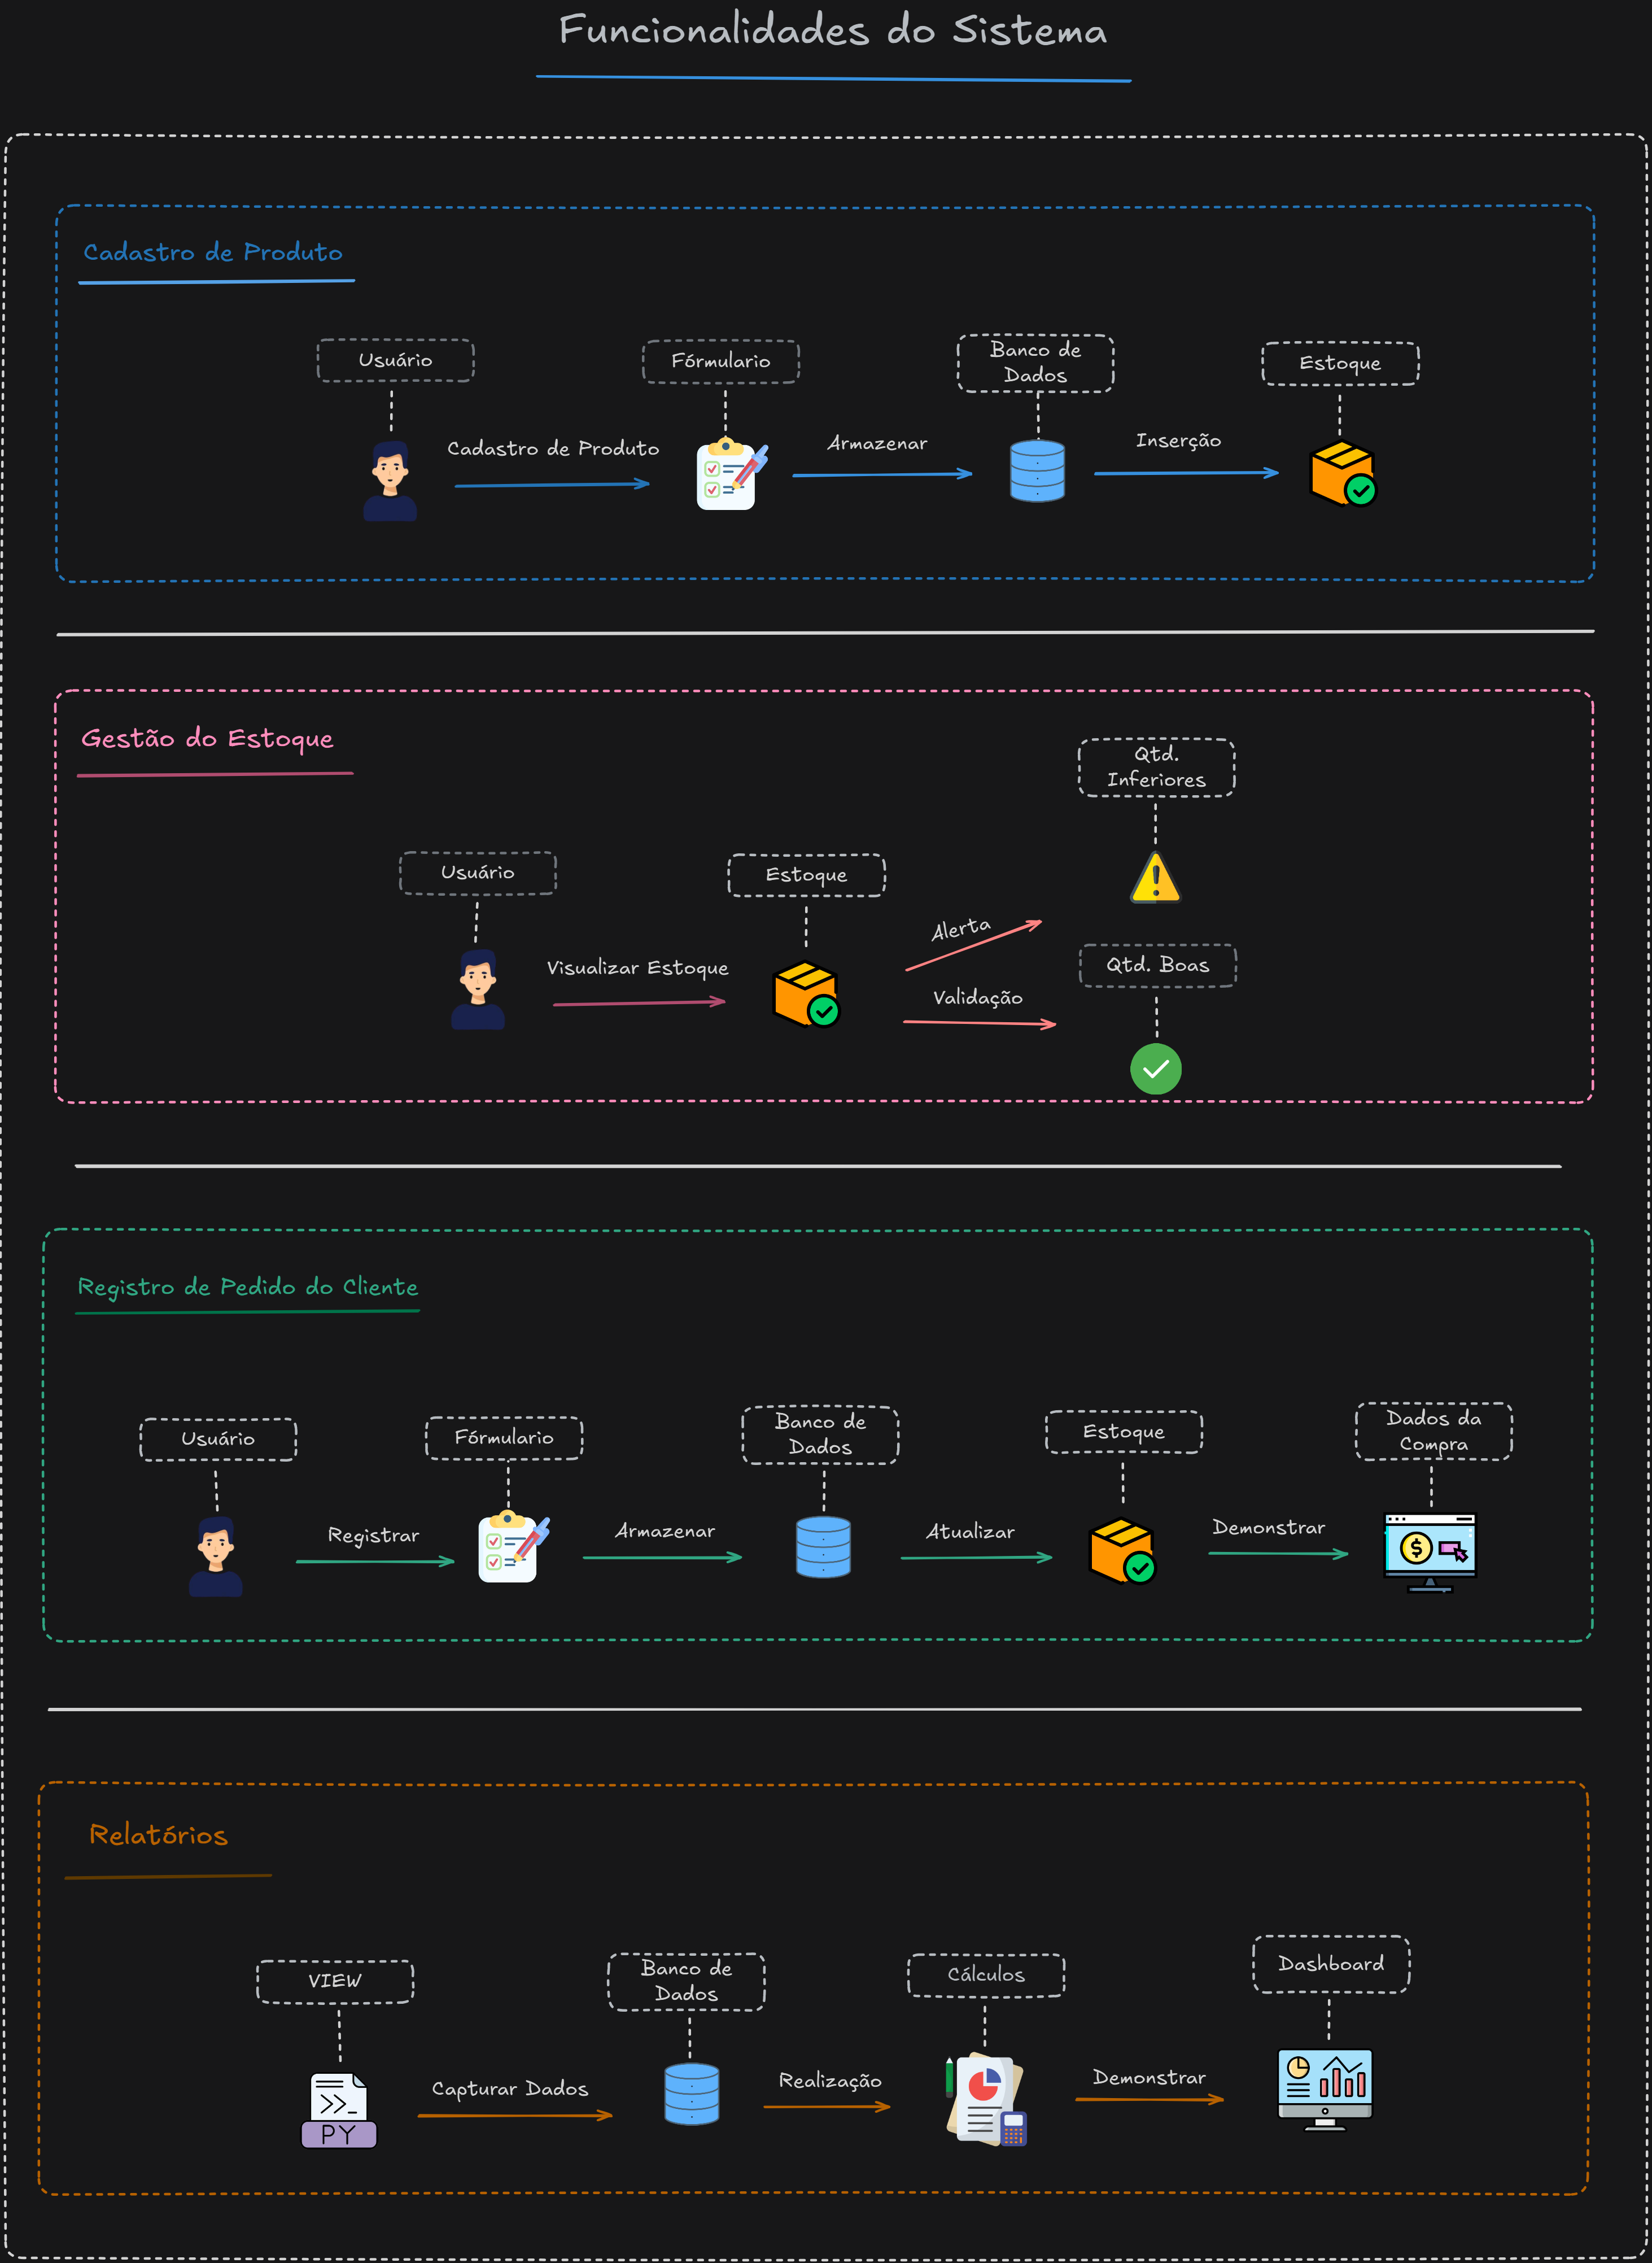 Funcionalidades do Sistema
Cadastro de Produto
Usuário
Fórmulario
Banco de
Dados
Estoque
Cadastro de Produto
Armazenar
Inserção
Gestão do Estoque
Qtd.
Inferiores
Usuário
Estoque
Alerta
Qtd. Boas
Visualizar Estoque
Validação
Registro de Pedido do Cliente
Usuário
Fórmulario
Banco de
Dados
Estoque
Dados da
Compra
Registrar
Armazenar
Atualizar
Demonstrar
$
Relatórios
VIEW
Banco de
Dados
Cálculos
Dashboard
Capturar Dados
Realização
Demonstrar
PY